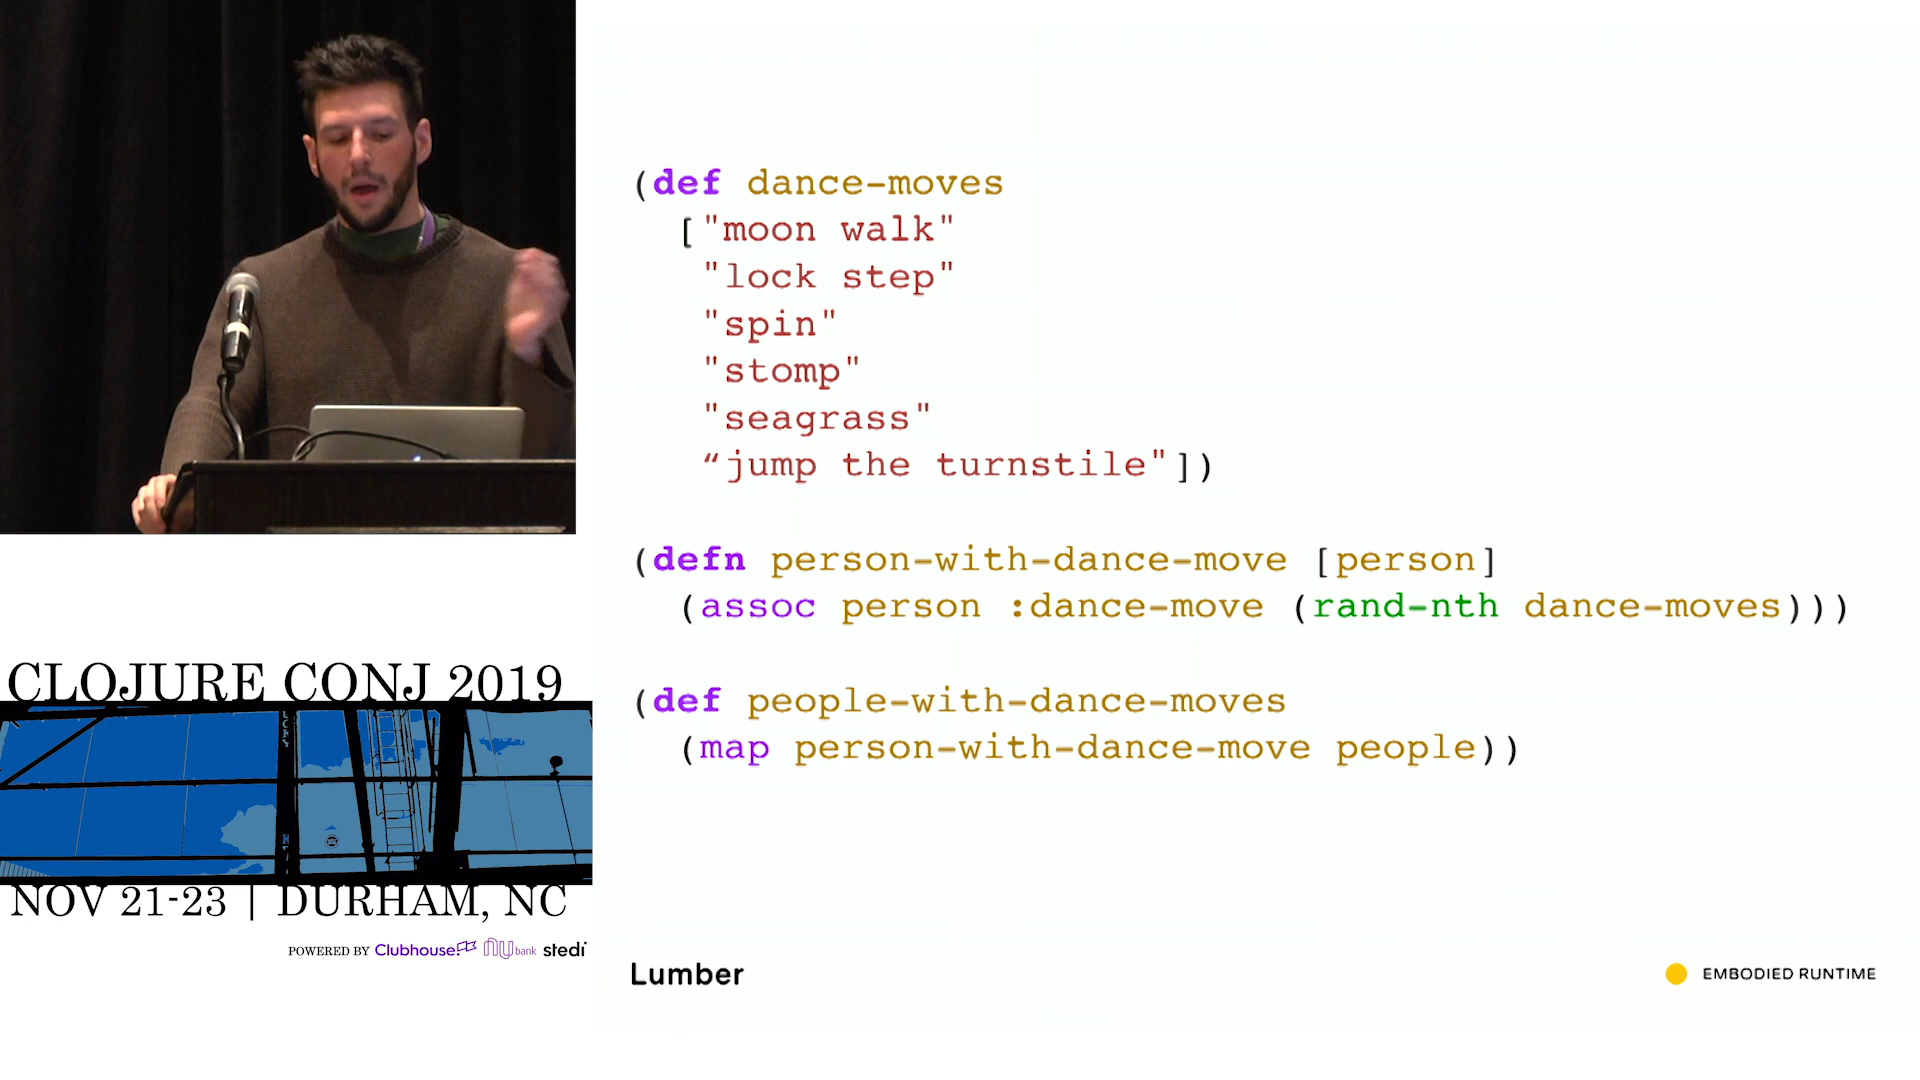 (def dance-moves
["moon walk"
"lock step"
"spin"
"stomp"
"seagrass"
“jump the turnstile"])
(defn person-with-dance-move [person]
(assoc person :dance-move (rand-nth dance-moves)))
(def people-with-dance-moves
(map person-with-dance-move people))
Lumber
EMBODIED RUNTIME
CLOJURE CONJ 2019
NOV 21-23 | DURHAM, NC
POWERED BY Clubhouse nu bank stedi